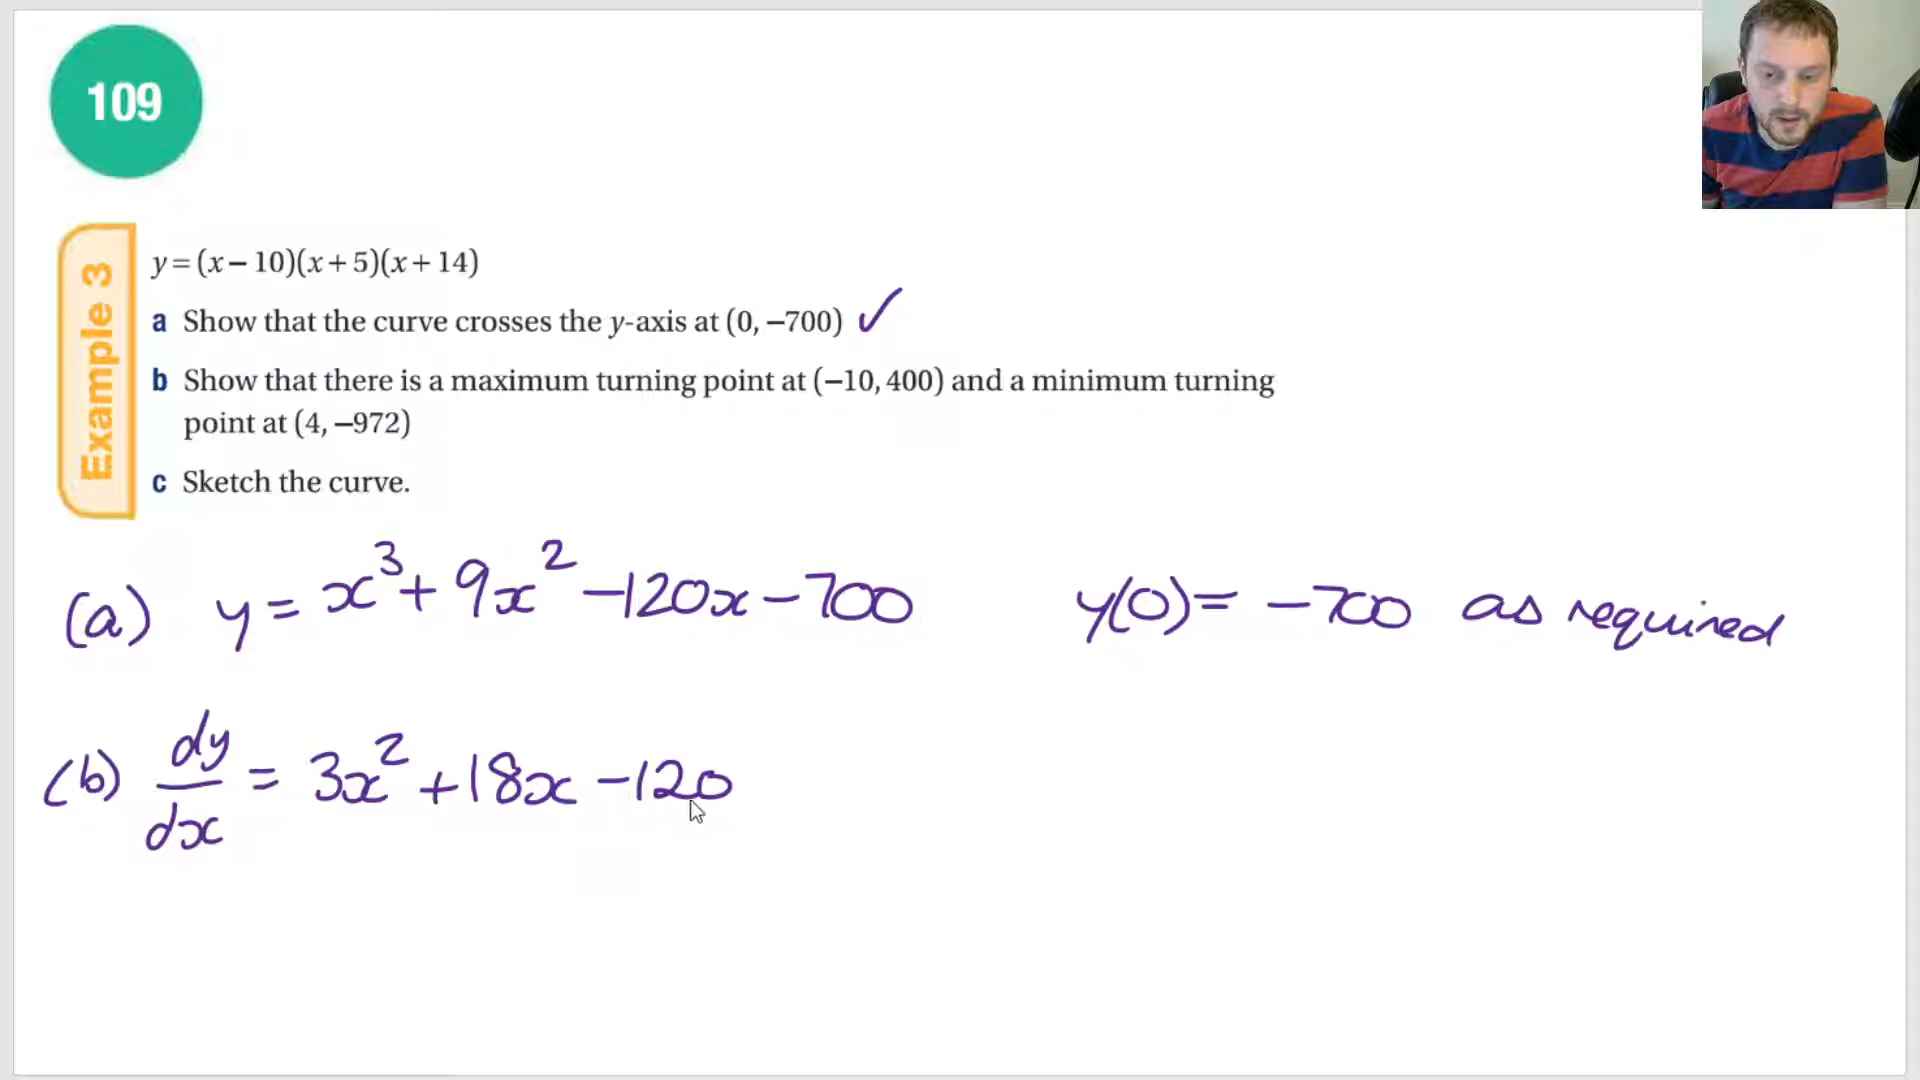 109
Example 3
y = (x – 10)(x + 5)(x + 14)
a Show that the curve crosses the y-axis at (0, –700) ✓
b Show that there is a maximum turning point at (–10, 400) and a minimum turning
point at (4, –972)
c Sketch the curve.
(a) y = x³ + 9x² – 120x – 700 y(0) = – 700 as required
(b) dy/dx = 3x² + 18x – 120